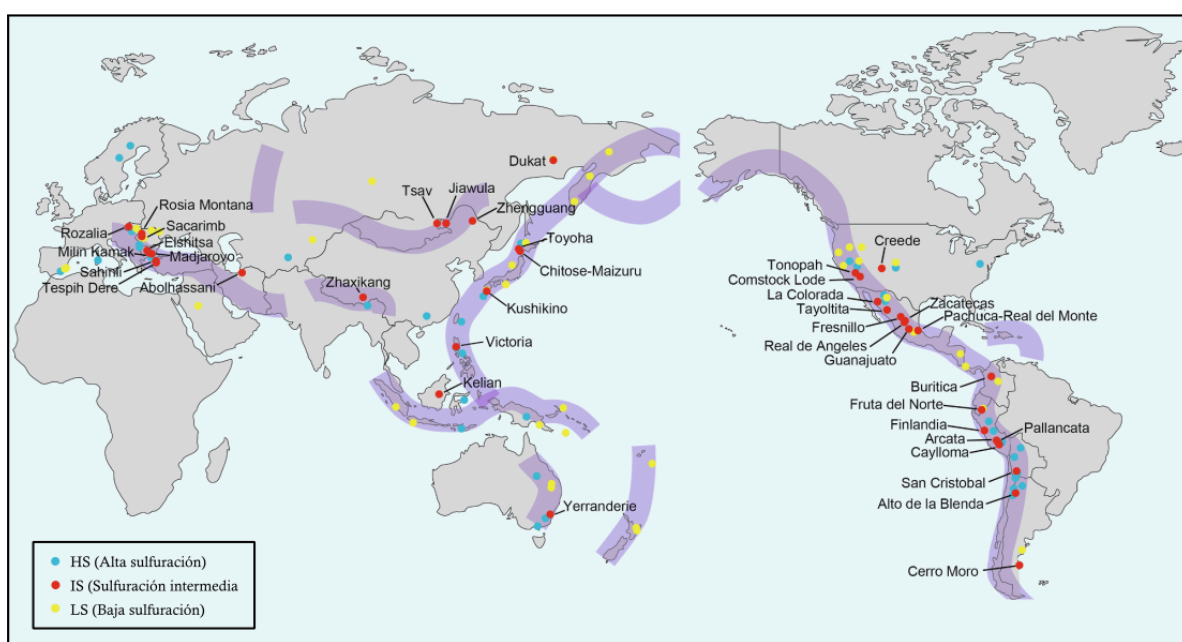 Dukat
Tsav
Jiawula
Rosia Montana
Zhengguang
Sacarimb
Rozalia
Elshitsa
Toyoha
Creede
Milin Kamak
Madjaroyo
Chitose-Maizuru
Tonopah
Sahinli
Comstock Lode
Tespih Dere
Abolhassani
Zhaxikang
La Colorada
Zacatecas
Kushikino
Tayoltita
Pachuca-Real del Monte
Fresnillo
Victoria
Real de Angeles
Guanajuato
Kelian
Buritica
Fruta del Norte
Finlandia
Pallancata
Arcata
Caylloma
San Cristobal
Yerranderie
Alto de la Blenda
HS (Alta sulfuración)
IS (Sulfuración intermedia
Cerro Moro
LS (Baja sulfuración)